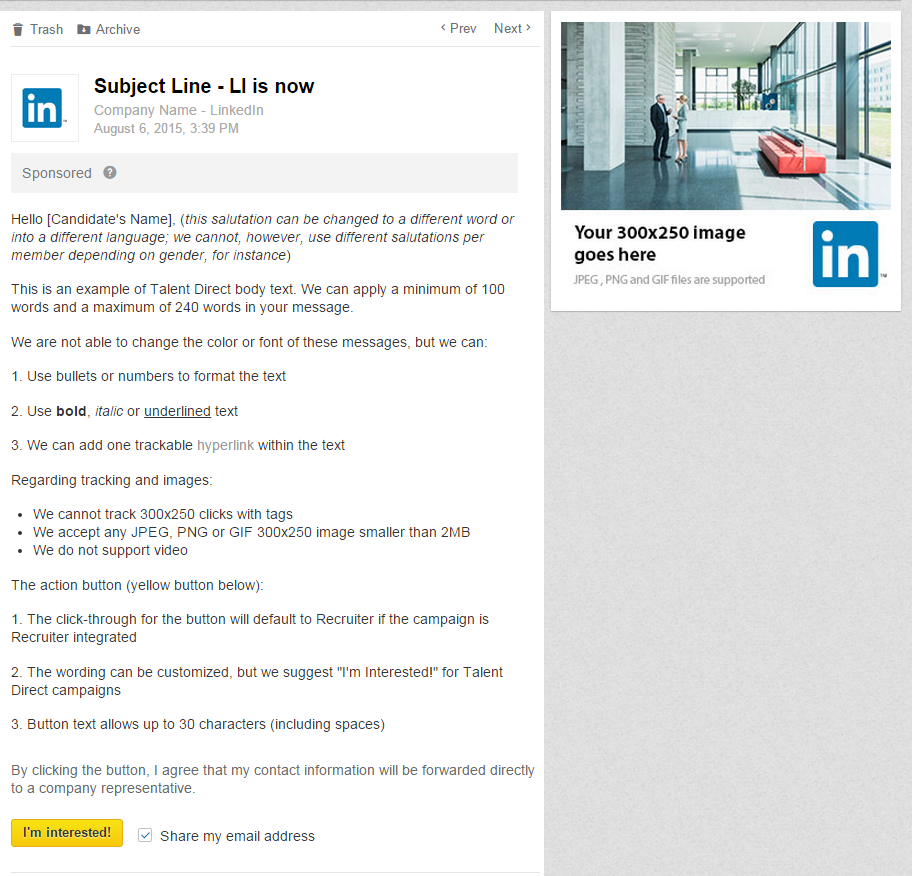 Trash Archive ‹ Prev Next ›
in™
Subject Line - LI is now
Company Name - LinkedIn
August 6, 2015, 3:39 PM
Sponsored ?
Hello [Candidate's Name], (this salutation can be changed to a different word or
into a different language; we cannot, however, use different salutations per
member depending on gender, for instance)
This is an example of Talent Direct body text. We can apply a minimum of 100
words and a maximum of 240 words in your message.
We are not able to change the color or font of these messages, but we can:
1. Use bullets or numbers to format the text
2. Use bold, italic or underlined text
3. We can add one trackable hyperlink within the text
Regarding tracking and images:
• We cannot track 300x250 clicks with tags
• We accept any JPEG, PNG or GIF 300x250 image smaller than 2MB
• We do not support video
The action button (yellow button below):
1. The click-through for the button will default to Recruiter if the campaign is
Recruiter integrated
2. The wording can be customized, but we suggest "I'm Interested!" for Talent
Direct campaigns
3. Button text allows up to 30 characters (including spaces)
By clicking the button, I agree that my contact information will be forwarded directly
to a company representative.
I'm interested! Share my email address
Your 300x250 image
goes here
JPEG , PNG and GIF files are supported
in™